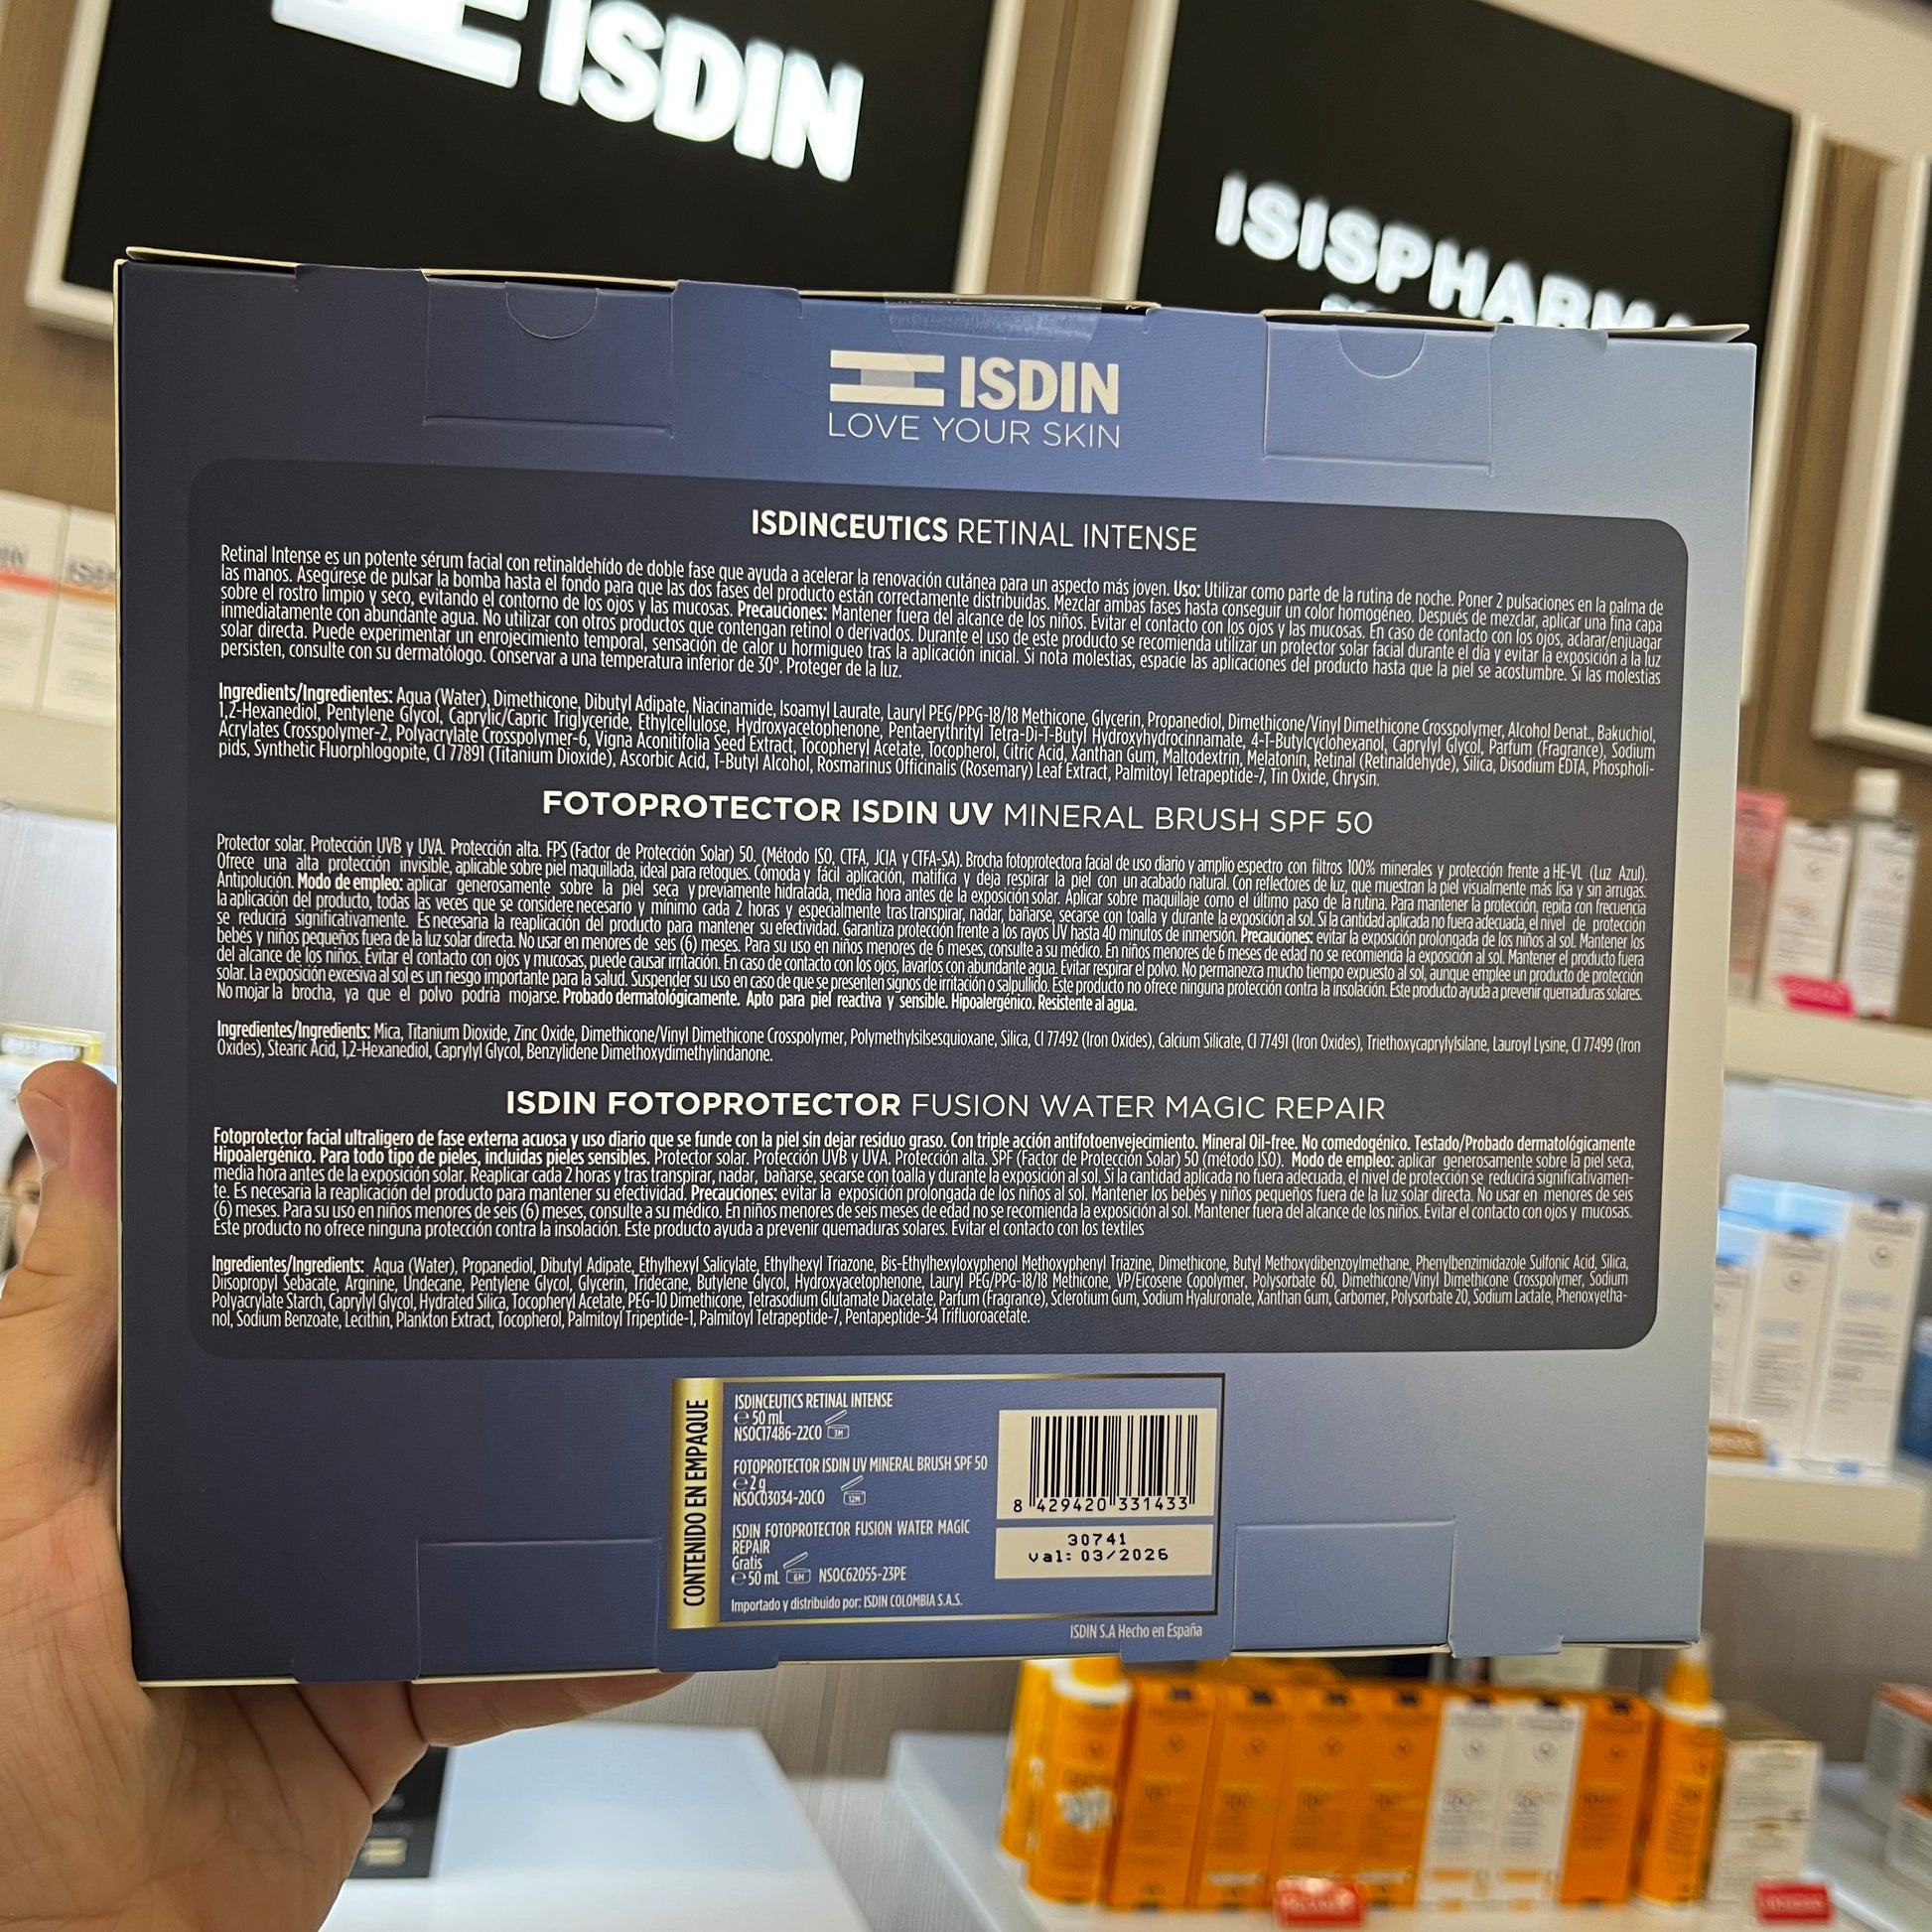 ISDIN
ISISPHARMA
ISDIN
LOVE YOUR SKIN
ISDINCEUTICS RETINAL INTENSE
Retinal Intense es un potente sérum facial con retinaldehído de doble fase que ayuda a acelerar la renovación cutánea para un aspecto más joven. Uso: Utilizar como parte de la rutina de noche. Poner 2 pulsaciones en la palma de
las manos. Asegúrese de pulsar la bomba hasta el fondo para que las dos fases del producto están correctamente distribuidas. Mezclar ambas fases hasta conseguir un color homogéneo. Después de mezclar, aplicar una fina capa
sobre el rostro limpio y seco, evitando el contorno de los ojos y las mucosas. Precauciones: Mantener fuera del alcance de los niños. Evitar el contacto con los ojos y las mucosas. En caso de contacto con los ojos, aclarar/enjuagar
inmediatamente con abundante agua. No utilizar con otros productos que contengan retinol o derivados. Durante el uso de este producto se recomienda utilizar un protector solar facial durante el día y evitar la exposición a la luz
solar directa. Puede experimentar un enrojecimiento temporal, sensación de calor u hormigueo tras la aplicación inicial. Si nota molestias, espacie las aplicaciones del producto hasta que la piel se acostumbre. Si las molestias
persisten, consulte con su dermatólogo. Conservar a una temperatura inferior de 30°. Proteger de la luz.
Ingredients/Ingredientes: Aqua (Water), Dimethicone, Dibutyl Adipate, Niacinamide, Isoamyl Laurate, Lauryl PEG/PPG-18/18 Methicone, Glycerin, Propanediol, Dimethicone/Vinyl Dimethicone Crosspolymer, Alcohol Denat., Bakuchiol,
1,2-Hexanediol, Pentylene Glycol, Caprylic/Capric Triglyceride, Ethylcellulose, Hydroxyacetophenone, Pentaerythrityl Tetra-Di-T-Butyl Hydroxyhydrocinnamate, 4-T-Butylcyclohexanol, Caprylyl Glycol, Parfum (Fragrance), Sodium
Acrylates Crosspolymer-2, Polyacrylate Crosspolymer-6, Vigna Aconitifolia Seed Extract, Tocopheryl Acetate, Tocopherol, Citric Acid, Xanthan Gum, Maltodextrin, Melatonin, Retinal (Retinaldehyde), Silica, Disodium EDTA, Phospholi-
pids, Synthetic Fluorphlogopite, CI 77891 (Titanium Dioxide), Ascorbic Acid, T-Butyl Alcohol, Rosmarinus Officinalis (Rosemary) Leaf Extract, Palmitoyl Tetrapeptide-7, Tin Oxide, Chrysin.
FOTOPROTECTOR ISDIN UV MINERAL BRUSH SPF 50
Protector solar. Protección UVB y UVA. Protección alta. FPS (Factor de Protección Solar) 50. (Método ISO, CTFA, JCIA y CTFA-SA). Brocha fotoprotectora facial de uso diario y amplio espectro con filtros 100% minerales y protección frente a HE-VL (Luz Azul).
Ofrece una alta protección invisible, aplicable sobre piel maquillada, ideal para retoques. Cómoda y fácil aplicación, matifica y deja respirar la piel con un acabado natural. Con reflectores de luz, que muestran la piel visualmente más lisa y sin arrugas.
Antipolución. Modo de empleo: aplicar generosamente sobre la piel seca y previamente hidratada, media hora antes de la exposición solar. Aplicar sobre maquillaje como el último paso de la rutina. Para mantener la protección, repita con frecuencia
la aplicación del producto, todas las veces que se considere necesario y mínimo cada 2 horas y especialmente tras transpirar, nadar, bañarse, secarse con toalla y durante la exposición al sol. Si la cantidad aplicada no fuera adecuada, el nivel de protección
se reducirá significativamente. Es necesaria la reaplicación del producto para mantener su efectividad. Garantiza protección frente a los rayos UV hasta 40 minutos de inmersión. Precauciones: evitar la exposición prolongada de los niños al sol. Mantener los
bebés y niños pequeños fuera de la luz solar directa. No usar en menores de seis (6) meses. Para su uso en niños menores de 6 meses, consulte a su médico. En niños menores de 6 meses de edad no se recomienda la exposición al sol. Mantener el producto fuera
del alcance de los niños. Evitar el contacto con ojos y mucosas, puede causar irritación. En caso de contacto con los ojos, lavarlos con abundante agua. Evitar respirar el polvo. No permanezca mucho tiempo expuesto al sol, aunque emplee un producto de protección
solar. La exposición excesiva al sol es un riesgo importante para la salud. Suspender su uso en caso de que se presenten signos de irritación o salpullido. Este producto no ofrece ninguna protección contra la insolación. Este producto ayuda a prevenir quemaduras solares.
No mojar la brocha, ya que el polvo podría mojarse. Probado dermatológicamente. Apto para piel reactiva y sensible. Hipoalergénico. Resistente al agua.
Ingredientes/Ingredients: Mica, Titanium Dioxide, Zinc Oxide, Dimethicone/Vinyl Dimethicone Crosspolymer, Polymethylsilsesquioxane, Silica, CI 77492 (Iron Oxides), Calcium Silicate, CI 77491 (Iron Oxides), Triethoxycaprylylsilane, Lauroyl Lysine, CI 77499 (Iron
Oxides), Stearic Acid, 1,2-Hexanediol, Caprylyl Glycol, Benzylidene Dimethoxydimethylindanone.
ISDIN FOTOPROTECTOR FUSION WATER MAGIC REPAIR
Fotoprotector facial ultraligero de fase externa acuosa y uso diario que se funde con la piel sin dejar residuo graso. Con triple acción antifotoenvejecimiento. Mineral Oil-free. No comedogénico. Testado/Probado dermatológicamente
Hipoalergénico. Para todo tipo de pieles, incluidas pieles sensibles. Protector solar. Protección UVB y UVA. Protección alta. SPF (Factor de Protección Solar) 50 (método ISO). Modo de empleo: aplicar generosamente sobre la piel seca,
media hora antes de la exposición solar. Reaplicar cada 2 horas y tras transpirar, nadar, bañarse, secarse con toalla y durante la exposición al sol. Si la cantidad aplicada no fuera adecuada, el nivel de protección se reducirá significativamen-
te. Es necesaria la reaplicación del producto para mantener su efectividad. Precauciones: evitar la exposición prolongada de los niños al sol. Mantener los bebés y niños pequeños fuera de la luz solar directa. No usar en menores de seis
(6) meses. Para su uso en niños menores de seis (6) meses, consulte a su médico. En niños menores de seis meses de edad no se recomienda la exposición al sol. Mantener fuera del alcance de los niños. Evitar el contacto con ojos y mucosas.
Este producto no ofrece ninguna protección contra la insolación. Este producto ayuda a prevenir quemaduras solares. Evitar el contacto con los textiles
Ingredientes/Ingredients: Aqua (Water), Propanediol, Dibutyl Adipate, Ethylhexyl Salicylate, Ethylhexyl Triazone, Bis-Ethylhexyloxyphenol Methoxyphenyl Triazine, Dimethicone, Butyl Methoxydibenzoylmethane, Phenylbenzimidazole Sulfonic Acid, Silica,
Diisopropyl Sebacate, Arginine, Undecane, Pentylene Glycol, Glycerin, Tridecane, Butylene Glycol, Hydroxyacetophenone, Lauryl PEG/PPG-18/18 Methicone, VP/Eicosene Copolymer, Polysorbate 60, Dimethicone/Vinyl Dimethicone Crosspolymer, Sodium
Polyacrylate Starch, Caprylyl Glycol, Hydrated Silica, Tocopheryl Acetate, PEG-10 Dimethicone, Tetrasodium Glutamate Diacetate, Parfum (Fragrance), Sclerotium Gum, Sodium Hyaluronate, Xanthan Gum, Carbomer, Polysorbate 20, Sodium Lactate, Phenoxyetha-
nol, Sodium Benzoate, Lecithin, Plankton Extract, Tocopherol, Palmitoyl Tripeptide-1, Palmitoyl Tetrapeptide-7, Pentapeptide-34 Trifluoroacetate.
CONTENIDO EN EMPAQUE
ISDINCEUTICS RETINAL INTENSE
℮ 50 mL
NSOC17486-22CO 3M
FOTOPROTECTOR ISDIN UV MINERAL BRUSH SPF 50
℮ 2 g
NSOC03034-20CO 12M
ISDIN FOTOPROTECTOR FUSION WATER MAGIC
REPAIR
Gratis
℮ 50 mL 6M NSOC62055-23PE
Importado y distribuido por: ISDIN COLOMBIA S.A.S.
8 429420 331433
30741
val: 03/2026
ISDIN S.A Hecho en España